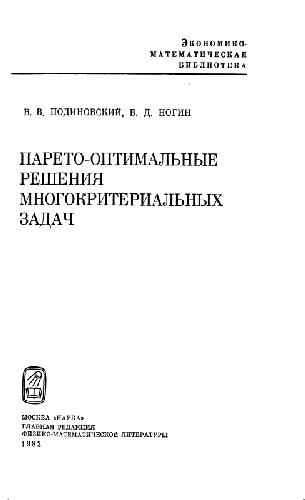 ЭКОНОМИКО-
МАТЕМАТИЧЕСКАЯ
БИБЛИОТЕКА
В. В. ПОДИНОВСКИЙ, В. Д. НОГИН
ПАРЕТО-ОПТИМАЛЬНЫЕ
РЕШЕНИЯ
МНОГОКРИТЕРИАЛЬНЫХ
ЗАДАЧ
МОСКВА «НАУКА»
ГЛАВНАЯ РЕДАКЦИЯ
ФИЗИКО-МАТЕМАТИЧЕСКОЙ ЛИТЕРАТУРЫ
1982